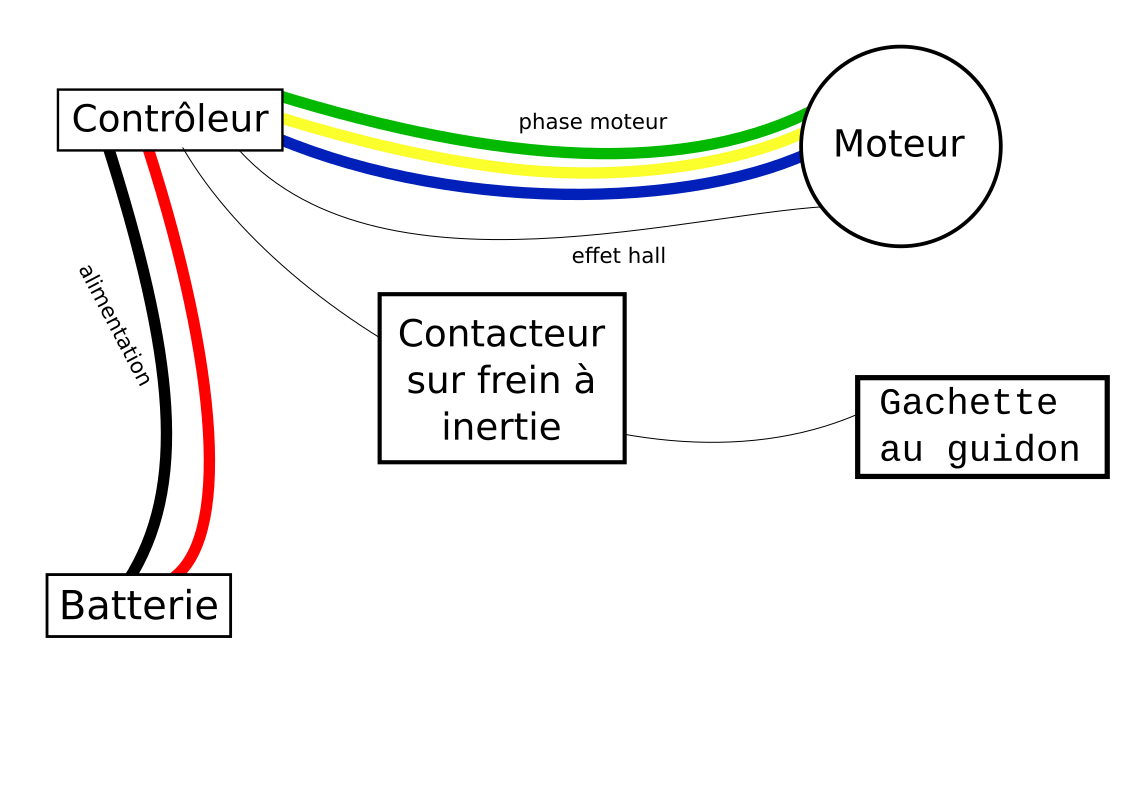 Contrôleur
phase moteur
Moteur
effet hall
alimentation
Contacteur
sur frein à
inertie
Gachette
au guidon
Batterie